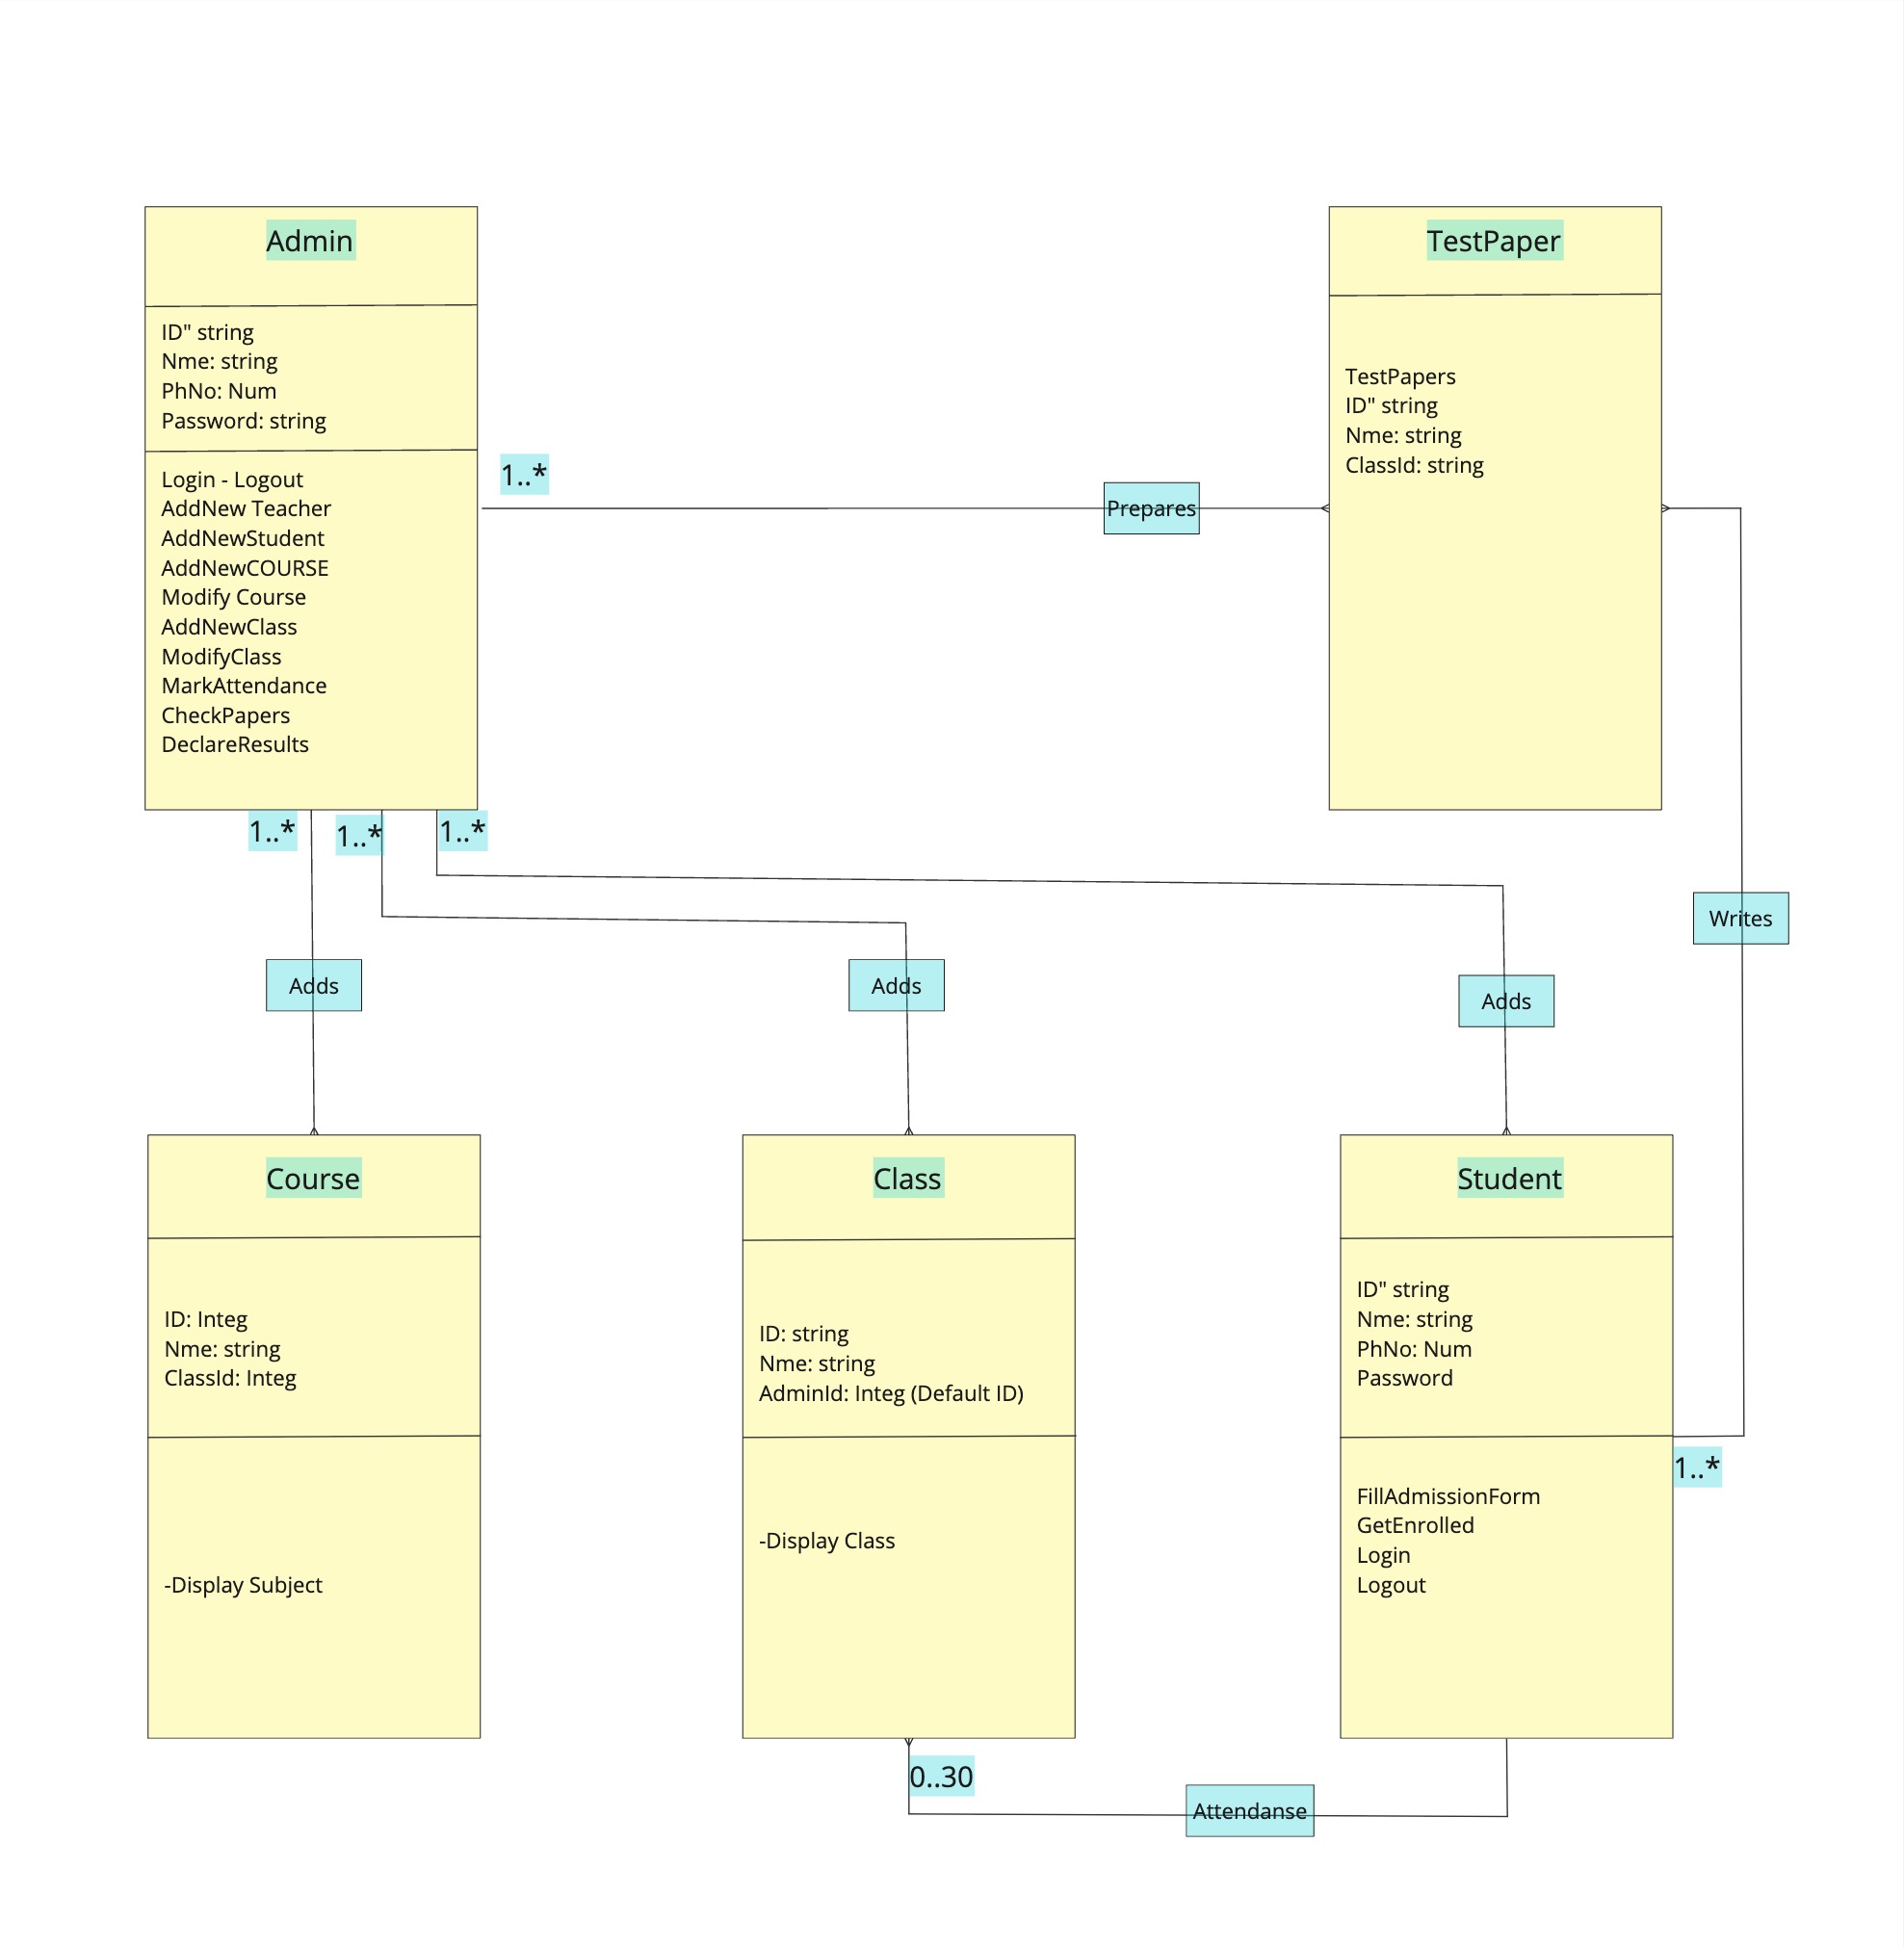 Admin
ID" string
Nme: string
PhNo: Num
Password: string
Login - Logout
AddNew Teacher
AddNewStudent
AddNewCOURSE
Modify Course
AddNewClass
ModifyClass
MarkAttendance
CheckPapers
DeclareResults
1..*
Prepares
TestPaper
TestPapers
ID" string
Nme: string
ClassId: string
1..*
1..*
1..*
Writes
Adds
Adds
Adds
Course
ID: Integ
Nme: string
ClassId: Integ
-Display Subject
Class
ID: string
Nme: string
AdminId: Integ (Default ID)
-Display Class
Student
ID" string
Nme: string
PhNo: Num
Password
FillAdmissionForm
GetEnrolled
Login
Logout
1..*
0..30
Attendanse